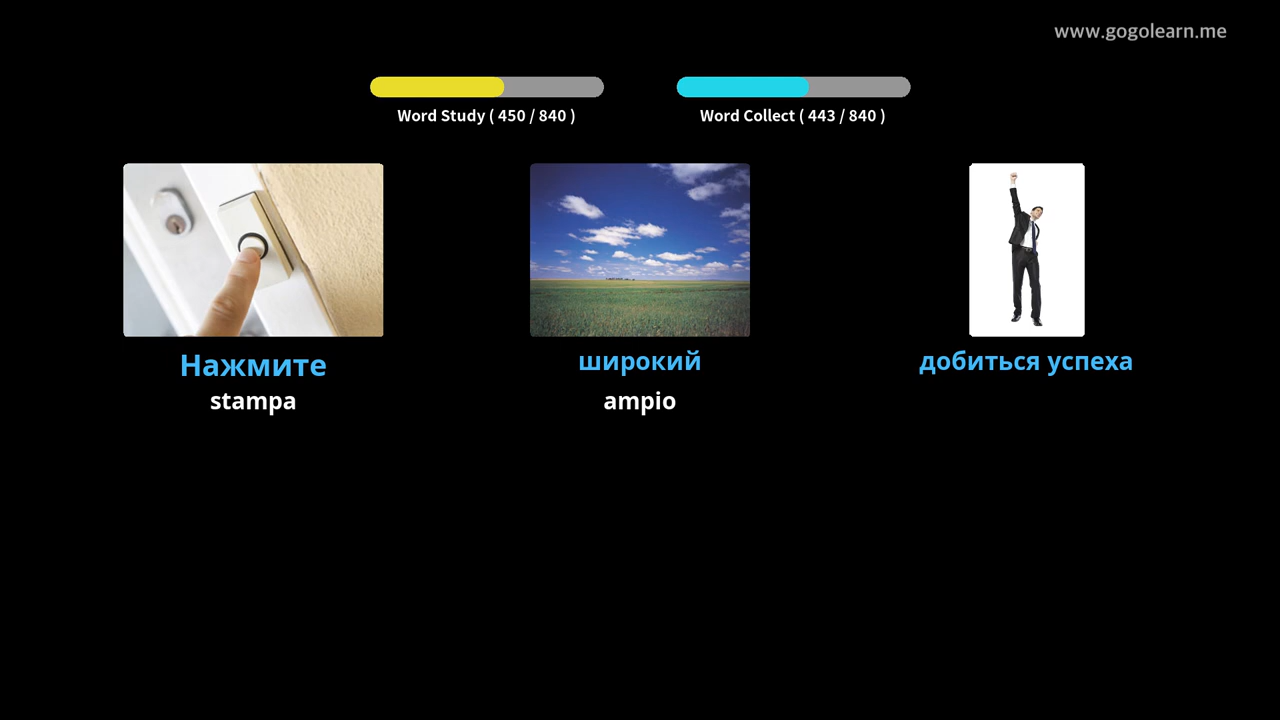 www.gogolearn.me
Word Study ( 450 / 840 )
Word Collect ( 443 / 840 )
Нажмите
stampa
широкий
ampio
добиться успеха